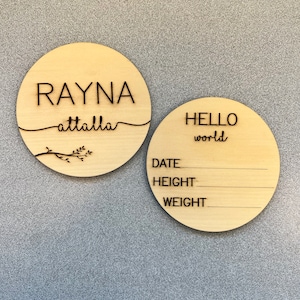 RAYNA
attalla
HELLO
world
DATE
HEIGHT
WEIGHT